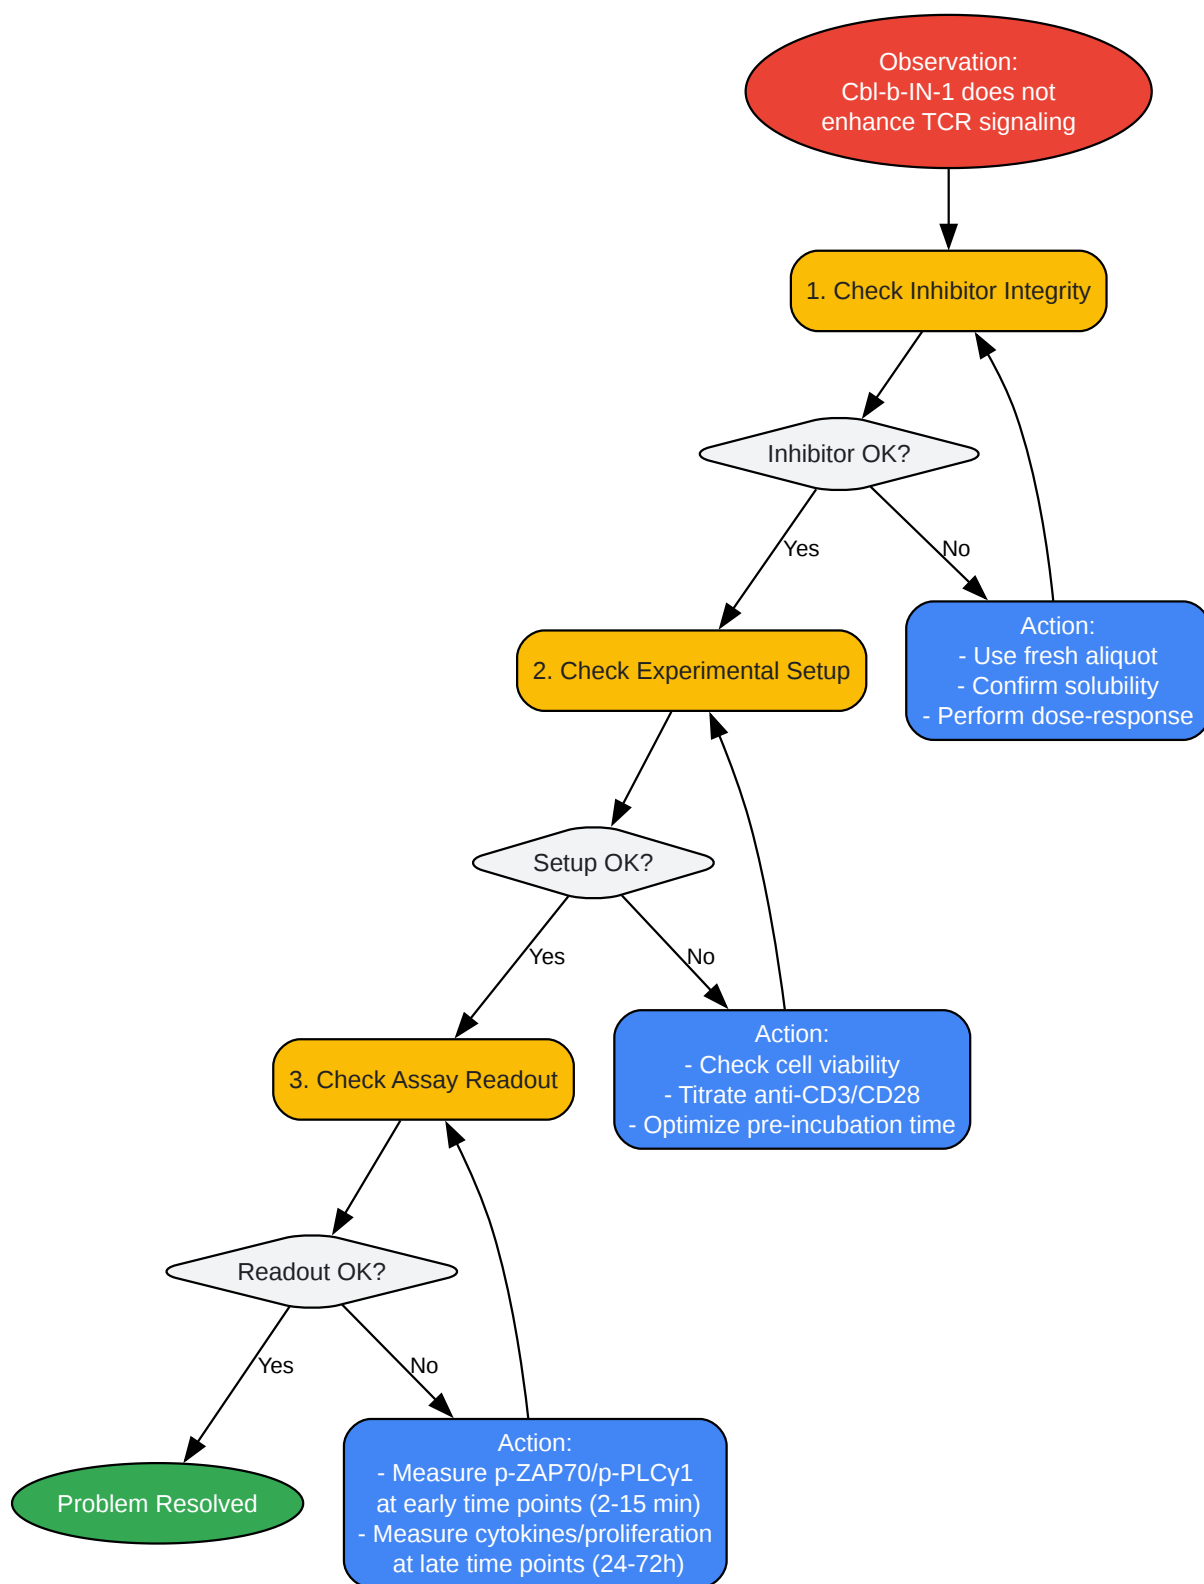 Observation:
Cbl-b-IN-1 does not
enhance TCR signaling
1. Check Inhibitor Integrity
Inhibitor OK?
Yes
No
Action:
- Use fresh aliquot
- Confirm solubility
- Perform dose-response
2. Check Experimental Setup
Setup OK?
Yes
No
Action:
- Check cell viability
- Titrate anti-CD3/CD28
- Optimize pre-incubation time
3. Check Assay Readout
Readout OK?
Yes
No
Action:
- Measure p-ZAP70/p-PLCγ1
at early time points (2-15 min)
- Measure cytokines/proliferation
at late time points (24-72h)
Problem Resolved